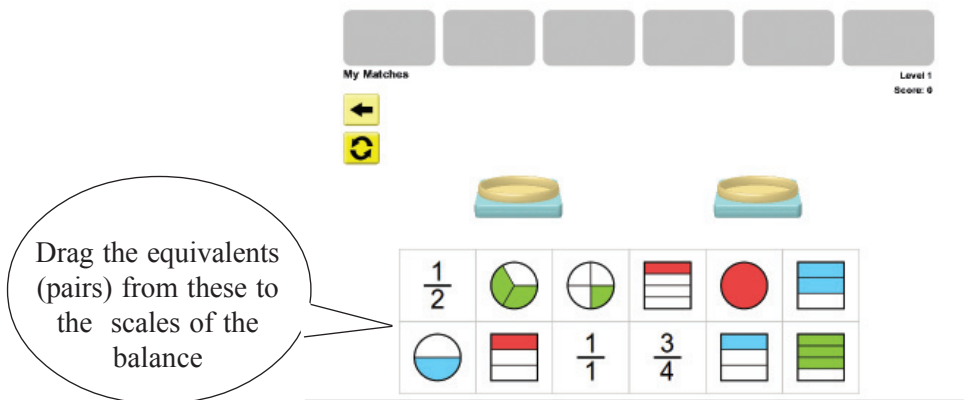 My Matches
Level 1
Score: 0
Drag the equivalents
(pairs) from these to
the scales of the
balance
1/2
1/1
3/4